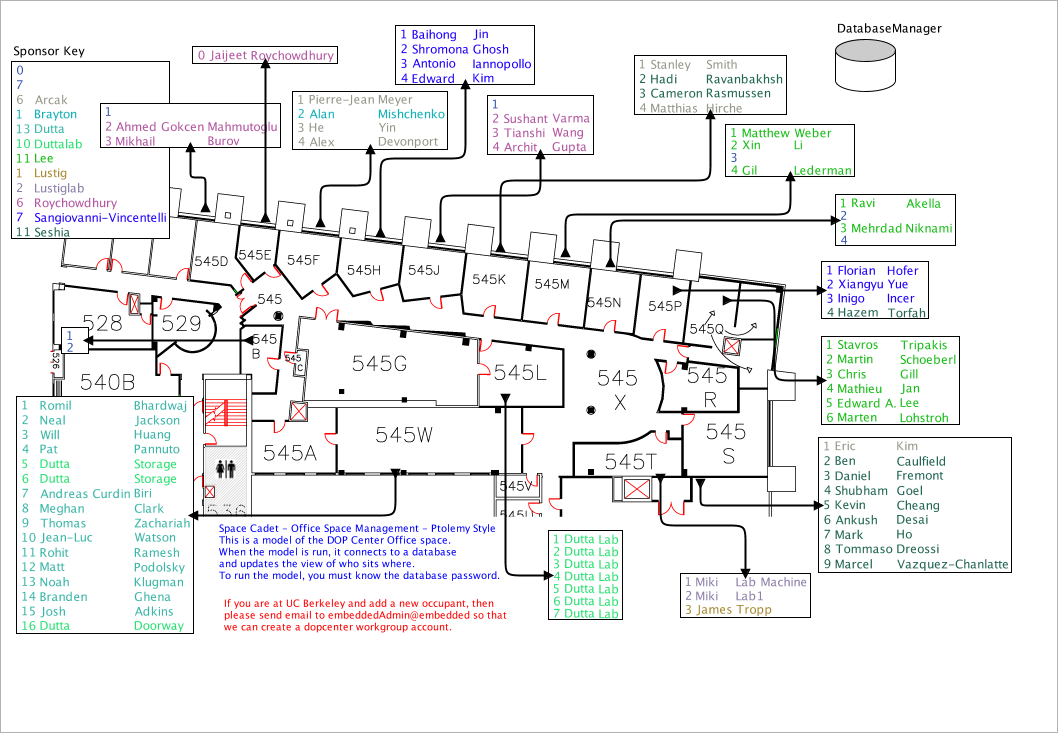 DatabaseManager
Sponsor Key
0
7
6 Arcak
1 Brayton
13 Dutta
10 Duttalab
11 Lee
1 Lustig
2 Lustiglab
6 Roychowdhury
7 Sangiovanni-Vincentelli
11 Seshia
0 Jaijeet Roychowdhury
1 Baihong Jin
2 Shromona Ghosh
3 Antonio Iannopollo
4 Edward Kim
1
2 Ahmed Gokcen Mahmutoglu
3 Mikhail Burov
1 Pierre-Jean Meyer
2 Alan Mishchenko
3 He Yin
4 Alex Devonport
1
2 Sushant Varma
3 Tianshi Wang
4 Archit Gupta
1 Stanley Smith
2 Hadi Ravanbakhsh
3 Cameron Rasmussen
4 Matthias Hirche
1 Matthew Weber
2 Xin Li
3
4 Gil Lederman
1 Ravi Akella
2
3 Mehrdad Niknami
4
1 Florian Hofer
2 Xiangyu Yue
3 Inigo Incer
4 Hazem Torfah
1 Stavros Tripakis
2 Martin Schoeberl
3 Chris Gill
4 Mathieu Jan
5 Edward A. Lee
6 Marten Lohstroh
1 Eric Kim
2 Ben Caulfield
3 Daniel Fremont
4 Shubham Goel
5 Kevin Cheang
6 Ankush Desai
7 Mark Ho
8 Tommaso Dreossi
9 Marcel Vazquez-Chanlatte
545D
545E
545F
545H
545J
545K
545M
545N
545P
545Q
545
528
529
545
B
545
C
545G
545L
545
X
545
R
526
540B
1
2
545A
545W
545T
545
S
545V
1 Romil Bhardwaj
2 Neal Jackson
3 Will Huang
4 Pat Pannuto
5 Dutta Storage
6 Dutta Storage
7 Andreas Curdin Biri
8 Meghan Clark
9 Thomas Zachariah
10 Jean-Luc Watson
11 Rohit Ramesh
12 Matt Podolsky
13 Noah Klugman
14 Branden Ghena
15 Josh Adkins
16 Dutta Doorway
Space Cadet - Office Space Management - Ptolemy Style
This is a model of the DOP Center Office space.
When the model is run, it connects to a database
and updates the view of who sits where.
To run the model, you must know the database password.
If you are at UC Berkeley and add a new occupant, then
please send email to embeddedAdmin@embedded so that
we can create a dopcenter workgroup account.
1 Dutta Lab
2 Dutta Lab
3 Dutta Lab
4 Dutta Lab
5 Dutta Lab
6 Dutta Lab
7 Dutta Lab
1 Miki Lab Machine
2 Miki Lab1
3 James Tropp